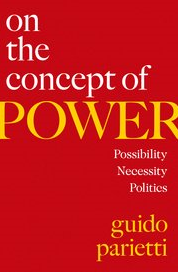 on
the
concept of
POWER
Possibility
Necessity
Politics
guido
parietti